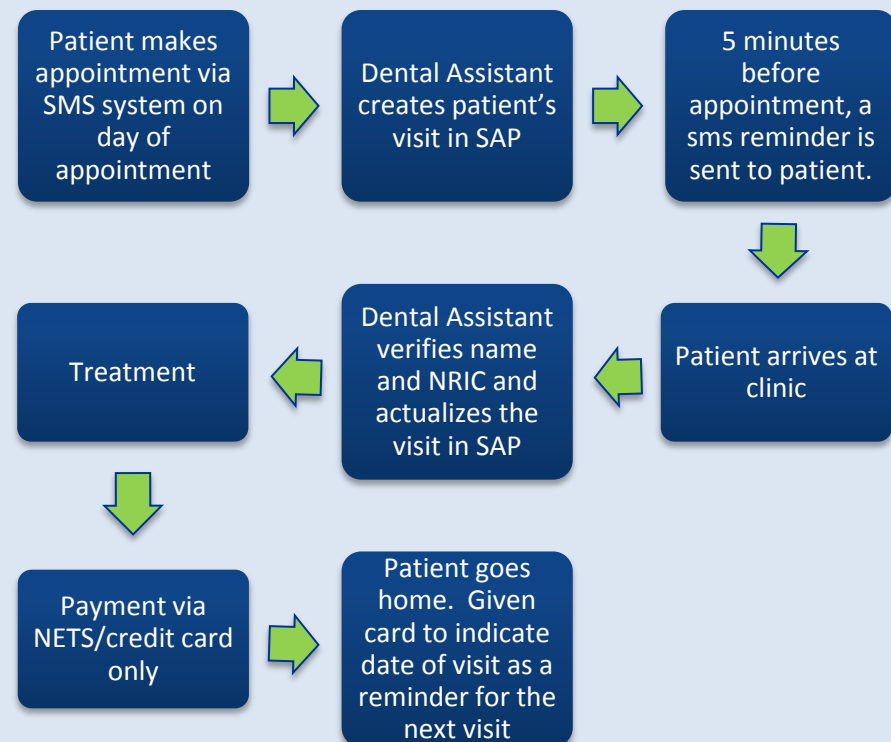 Patient makes
appointment via
SMS system on
day of
appointment
Dental Assistant
creates patient's
visit in SAP
5 minutes
before
appointment, a
sms reminder is
sent to patient.
Patient arrives at
clinic
Dental Assistant
verifies name
and NRIC and
actualizes the
visit in SAP
Treatment
Payment via
NETS/credit card
only
Patient goes
home.  Given
card to indicate
date of visit as a
reminder for the
next visit